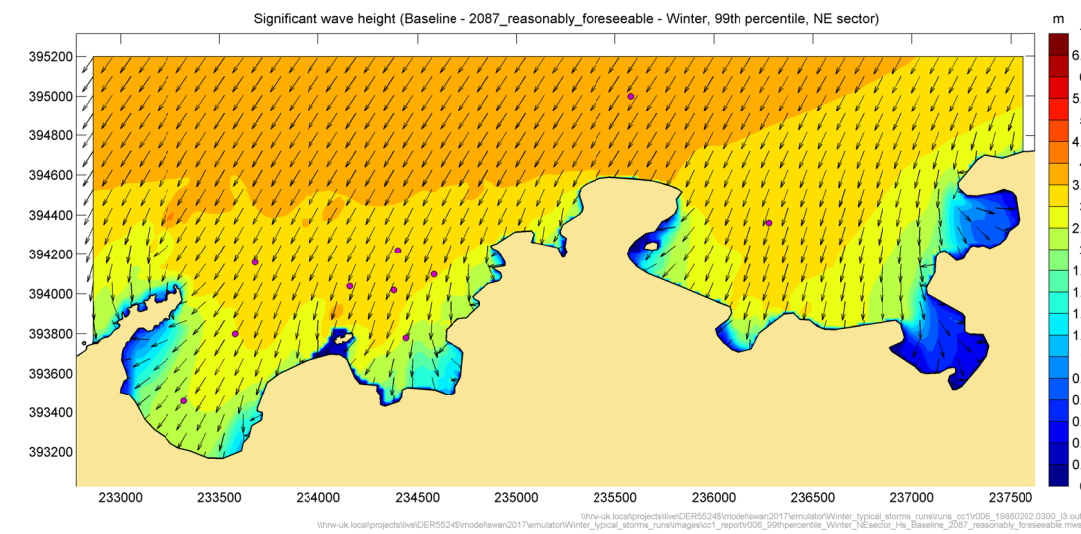 Significant wave height (Baseline - 2087_reasonably_foreseeable - Winter, 99th percentile, NE sector)
m
395200
395000
394800
394600
394400
394200
394000
393800
393600
393400
393200
233000 233500 234000 234500 235000 235500 236000 236500 237000 237500
\\hrw-uk.local\projects\live\DER5524$\model\swan2017\emulator\Winter_typical_storms_runs\runs_cc1\r006_19860202.0300_i3.out
\\hrw-uk.local\projects\live\DER5524$\model\swan2017\emulator\Winter_typical_storms_runs\images\cc1_report\r006_99thpercentile_Winter_NEsector_Hs_Baseline_2087_reasonably_foreseeable.mws